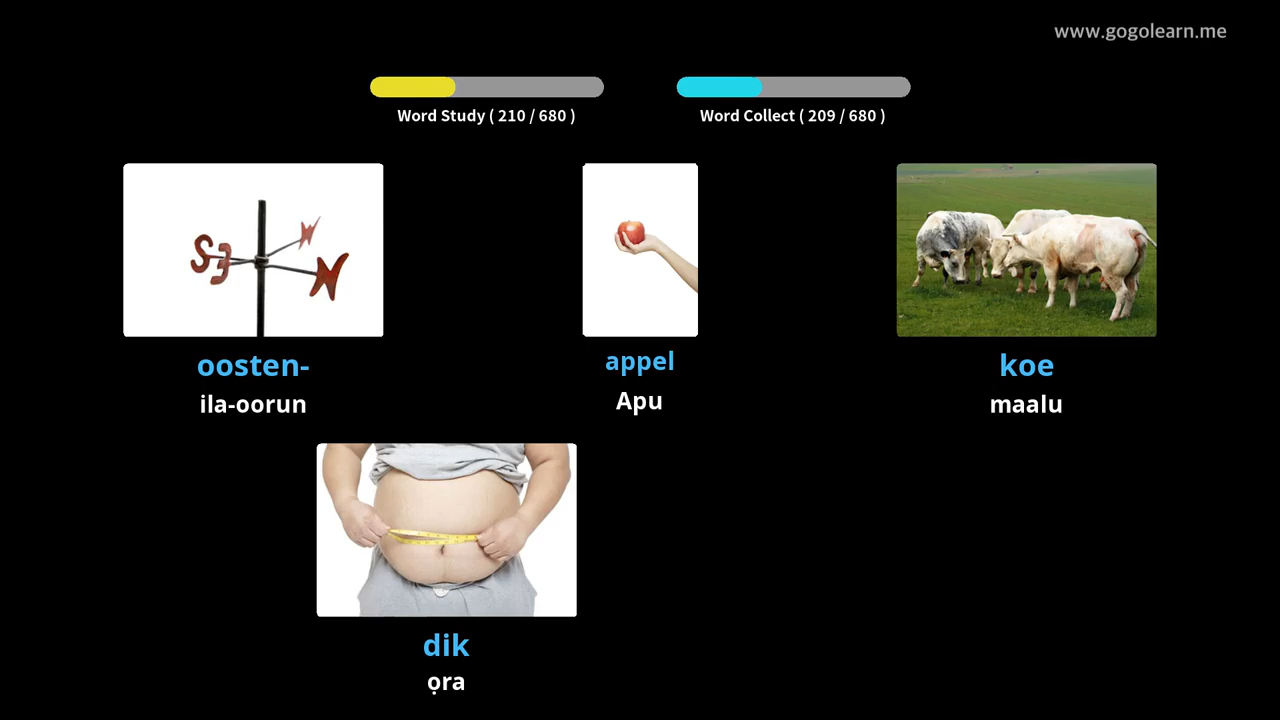 www.gogolearn.me
Word Study ( 210 / 680 )
Word Collect ( 209 / 680 )
S E N
oosten-
ila-oorun
appel
Apu
koe
maalu
dik
ọra